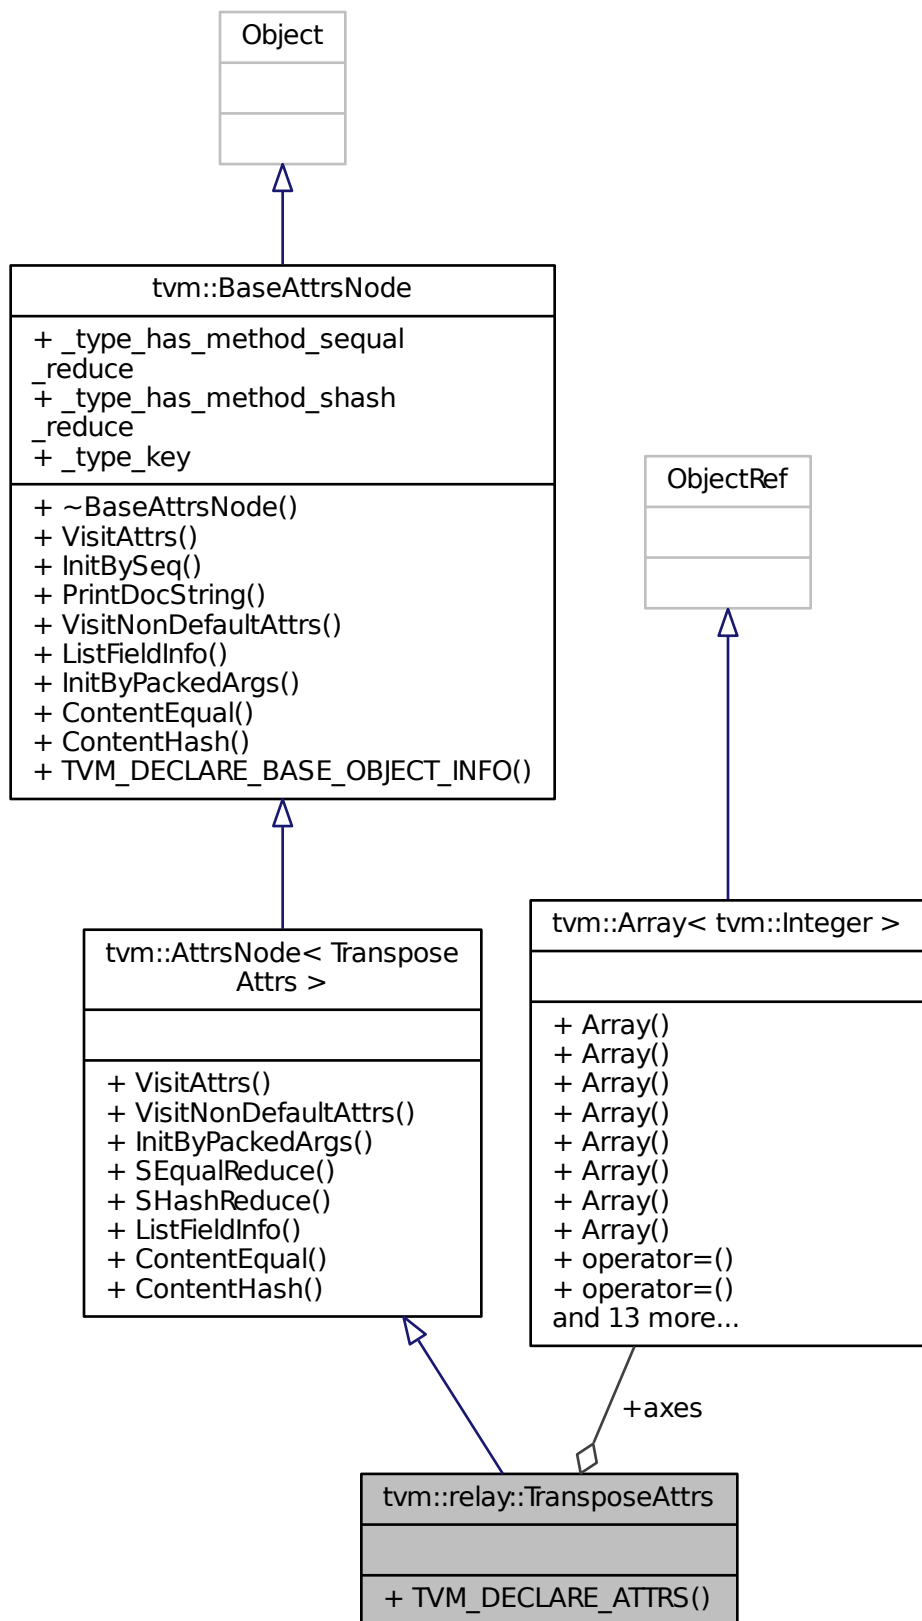 Object
tvm::BaseAttrsNode
+ _type_has_method_sequal
_reduce
+ _type_has_method_shash
_reduce
+ _type_key
+ ~BaseAttrsNode()
+ VisitAttrs()
+ InitBySeq()
+ PrintDocString()
+ VisitNonDefaultAttrs()
+ ListFieldInfo()
+ InitByPackedArgs()
+ ContentEqual()
+ ContentHash()
+ TVM_DECLARE_BASE_OBJECT_INFO()
ObjectRef
tvm::AttrsNode< Transpose
Attrs >
+ VisitAttrs()
+ VisitNonDefaultAttrs()
+ InitByPackedArgs()
+ SEqualReduce()
+ SHashReduce()
+ ListFieldInfo()
+ ContentEqual()
+ ContentHash()
tvm::Array< tvm::Integer >
+ Array()
+ Array()
+ Array()
+ Array()
+ Array()
+ Array()
+ Array()
+ Array()
+ operator=()
+ operator=()
and 13 more...
+axes
tvm::relay::TransposeAttrs
+ TVM_DECLARE_ATTRS()